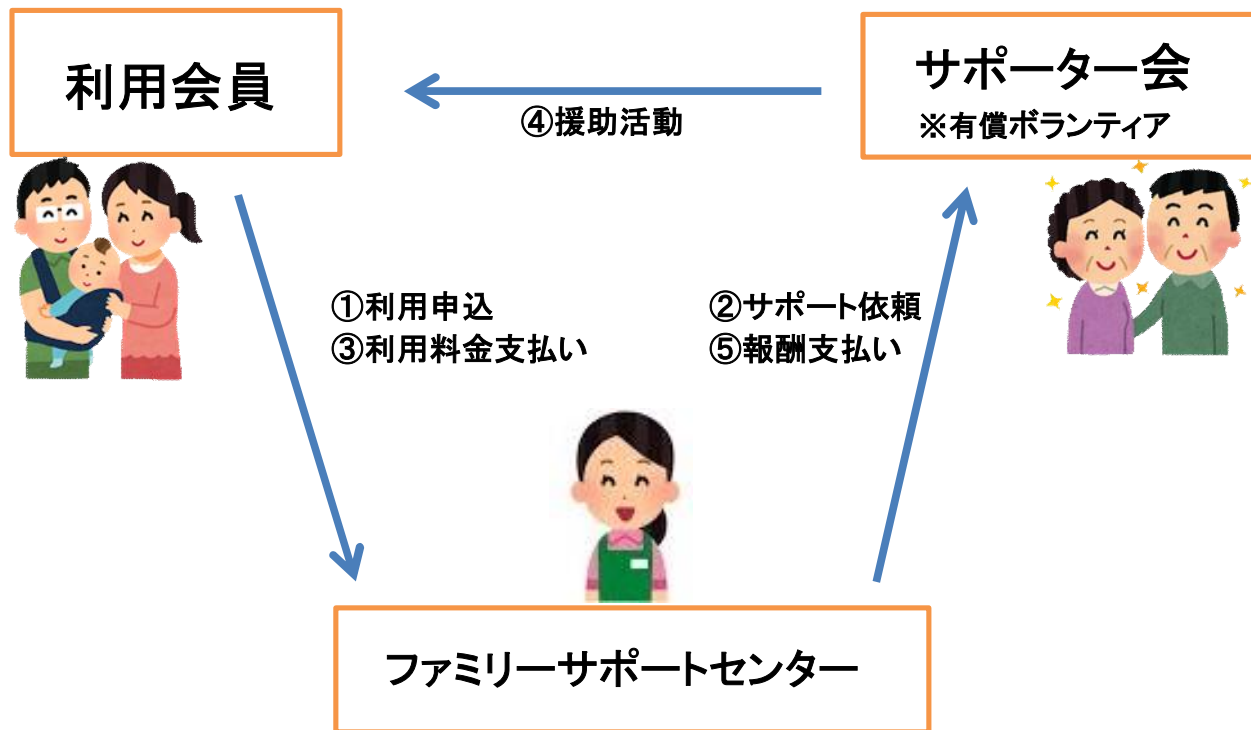 利用会員
サポーター会
※有償ボランティア
④援助活動
①利用申込
③利用料金支払い
②サポート依頼
⑤報酬支払い
ファミリーサポートセンター